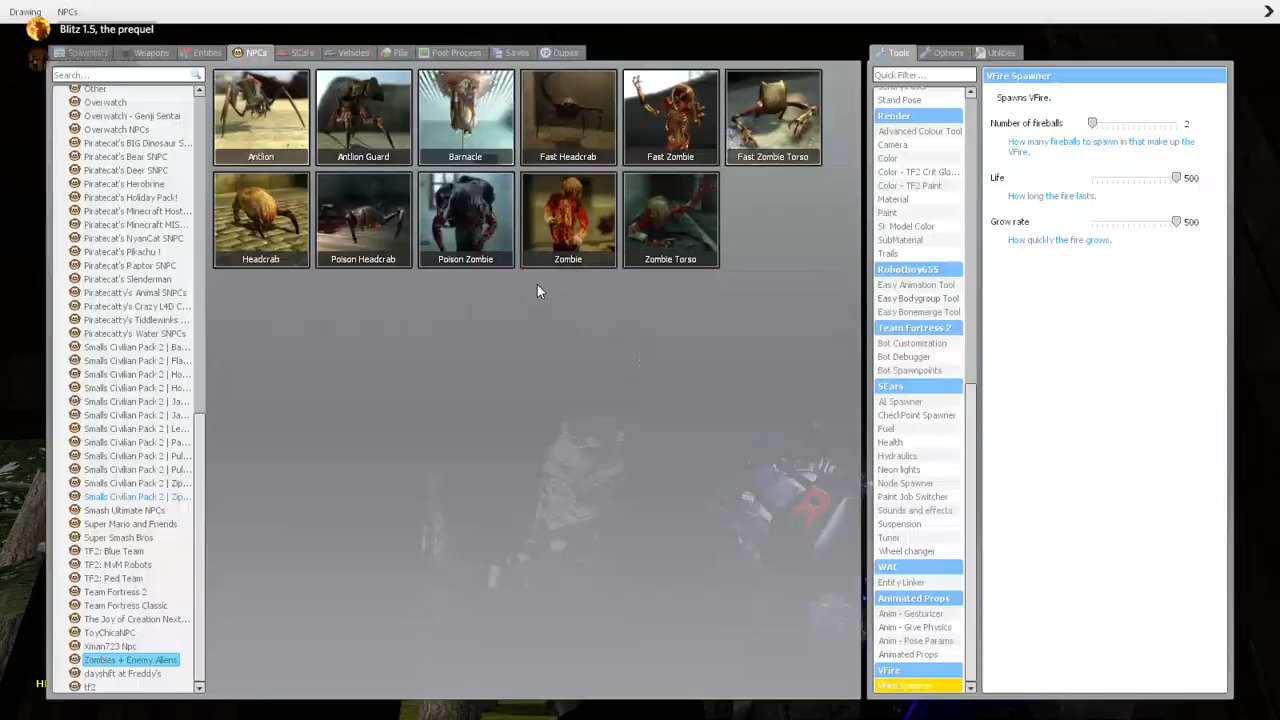 Drawing NPCs
Blitz 1.5, the prequel
Spawnlists Weapons Entities NPCs SCars Vehicles Pills Post Process Saves Dupes
Search...
Other
Overwatch
Overwatch - Genji Sentai
Overwatch NPCs
Piratecat's BIG Dinosaur S...
Piratecat's Bear SNPC
Piratecat's Deer SNPC
Piratecat's Herobrine
Piratecat's Holiday Pack!
Piratecat's Minecraft Host...
Piratecat's Minecraft MIS...
Piratecat's NyanCat SNPC
Piratecat's Pikachu !
Piratecat's Raptor SNPC
Piratecat's Slenderman
Piratecatty's Animal SNPCs
Piratecatty's Crazy L4D C...
Piratecatty's Tiddlewinks ...
Piratecatty's Water SNPCs
Smalls Civilian Pack 2 | Ba...
Smalls Civilian Pack 2 | Fla...
Smalls Civilian Pack 2 | Ho...
Smalls Civilian Pack 2 | Ho...
Smalls Civilian Pack 2 | Ja...
Smalls Civilian Pack 2 | Ja...
Smalls Civilian Pack 2 | Le...
Smalls Civilian Pack 2 | Pa...
Smalls Civilian Pack 2 | Pul...
Smalls Civilian Pack 2 | Pul...
Smalls Civilian Pack 2 | Zip...
Smalls Civilian Pack 2 | Zip...
Smash Ultimate NPCs
Super Mario and Friends
Super Smash Bros
TF2: Blue Team
TF2: MvM Robots
TF2: Red Team
Team Fortress 2
Team Fortress Classic
The Joy of Creation Next...
ToyChicaNPC
Xman723 Npc
Zombies + Enemy Aliens
dayshift at Freddy's
tf2
Antlion Antlion Guard Barnacle Fast Headcrab Fast Zombie Fast Zombie Torso
Headcrab Poison Headcrab Poison Zombie Zombie Zombie Torso
Tools Options Utilities
Quick Filter...
Stand Pose
Render
Advanced Colour Tool
Camera
Color
Color - TF2 Crit Glo...
Color - TF2 Paint
Material
Paint
SF Model Color
SubMaterial
Trails
Robotboy655
Easy Animation Tool
Easy Bodygroup Tool
Easy Bonemerge Tool
Team Fortress 2
Bot Customization
Bot Debugger
Bot Spawnpoints
SCars
AI Spawner
CheckPoint Spawner
Fuel
Health
Hydraulics
Neon lights
Node Spawner
Paint Job Switcher
Sounds and effects
Suspension
Tuner
Wheel changer
WAC
Entity Linker
Animated Props
Anim - Gesturizer
Anim - Give Physics
Anim - Pose Params
Animated Props
VFire
VFire Spawner
VFire Spawner
Spawns VFire.
Number of fireballs 2
How many fireballs to spawn in that make up the
VFire.
Life 500
How long the fire lasts.
Grow rate 500
How quickly the fire grows.